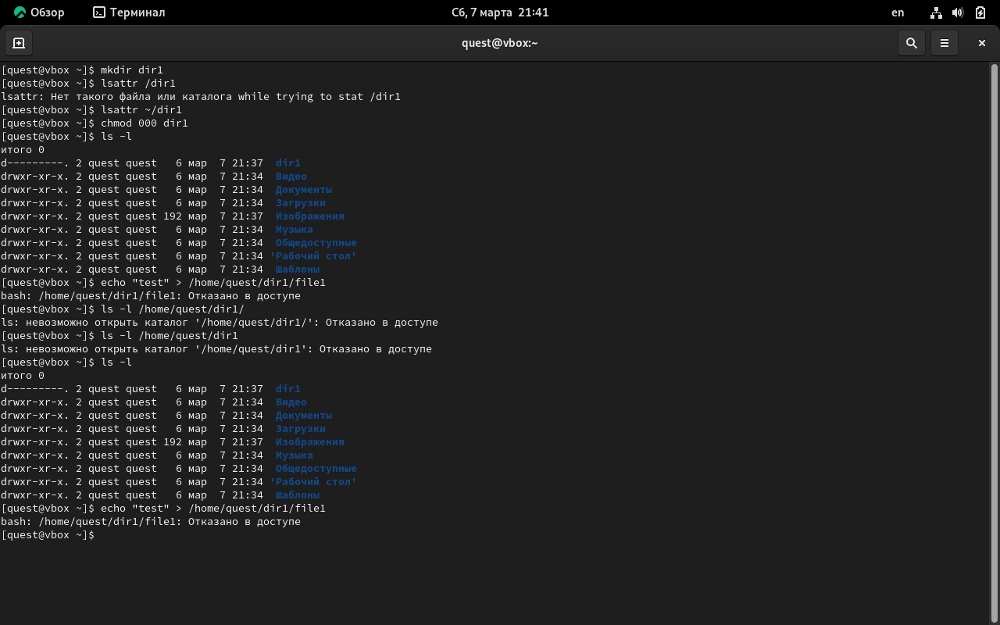 Обзор Терминал Сб, 7 марта 21:41 en
quest@vbox:~
[quest@vbox ~]$ mkdir dir1
[quest@vbox ~]$ lsattr /dir1
lsattr: Нет такого файла или каталога while trying to stat /dir1
[quest@vbox ~]$ lsattr ~/dir1
[quest@vbox ~]$ chmod 000 dir1
[quest@vbox ~]$ ls -l
итого 0
d---------. 2 quest quest   6 мар  7 21:37  dir1
drwxr-xr-x. 2 quest quest   6 мар  7 21:34  Видео
drwxr-xr-x. 2 quest quest   6 мар  7 21:34  Документы
drwxr-xr-x. 2 quest quest   6 мар  7 21:34  Загрузки
drwxr-xr-x. 2 quest quest 192 мар  7 21:37  Изображения
drwxr-xr-x. 2 quest quest   6 мар  7 21:34  Музыка
drwxr-xr-x. 2 quest quest   6 мар  7 21:34  Общедоступные
drwxr-xr-x. 2 quest quest   6 мар  7 21:34 'Рабочий стол'
drwxr-xr-x. 2 quest quest   6 мар  7 21:34  Шаблоны
[quest@vbox ~]$ echo "test" > /home/quest/dir1/file1
bash: /home/quest/dir1/file1: Отказано в доступе
[quest@vbox ~]$ ls -l /home/quest/dir1/
ls: невозможно открыть каталог '/home/quest/dir1/': Отказано в доступе
[quest@vbox ~]$ ls -l /home/quest/dir1
ls: невозможно открыть каталог '/home/quest/dir1': Отказано в доступе
[quest@vbox ~]$ ls -l
итого 0
d---------. 2 quest quest   6 мар  7 21:37  dir1
drwxr-xr-x. 2 quest quest   6 мар  7 21:34  Видео
drwxr-xr-x. 2 quest quest   6 мар  7 21:34  Документы
drwxr-xr-x. 2 quest quest   6 мар  7 21:34  Загрузки
drwxr-xr-x. 2 quest quest 192 мар  7 21:37  Изображения
drwxr-xr-x. 2 quest quest   6 мар  7 21:34  Музыка
drwxr-xr-x. 2 quest quest   6 мар  7 21:34  Общедоступные
drwxr-xr-x. 2 quest quest   6 мар  7 21:34 'Рабочий стол'
drwxr-xr-x. 2 quest quest   6 мар  7 21:34  Шаблоны
[quest@vbox ~]$ echo "test" > /home/quest/dir1/file1
bash: /home/quest/dir1/file1: Отказано в доступе
[quest@vbox ~]$